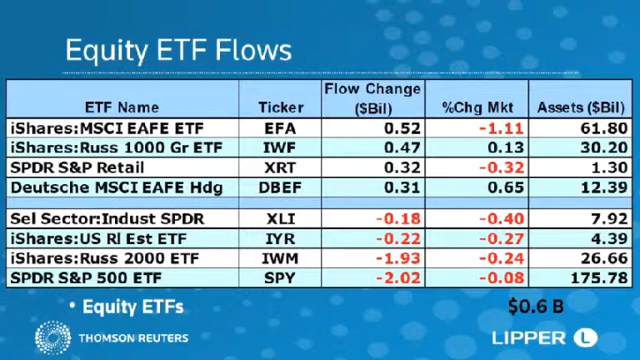 Equity ETF Flows
Flow Change
ETF Name Ticker ($Bil) %Chg Mkt Assets ($Bil)
iShares:MSCI EAFE ETF EFA 0.52 -1.11 61.80
iShares:Russ 1000 Gr ETF IWF 0.47 0.13 30.20
SPDR S&P Retail XRT 0.32 -0.32 1.30
Deutsche MSCI EAFE Hdg DBEF 0.31 0.65 12.39
Sel Sector:Indust SPDR XLI -0.18 -0.40 7.92
iShares:US Rl Est ETF IYR -0.22 -0.27 4.39
iShares:Russ 2000 ETF IWM -1.93 -0.24 26.66
SPDR S&P 500 ETF SPY -2.02 -0.08 175.78
• Equity ETFs $0.6 B
THOMSON REUTERS LIPPER L